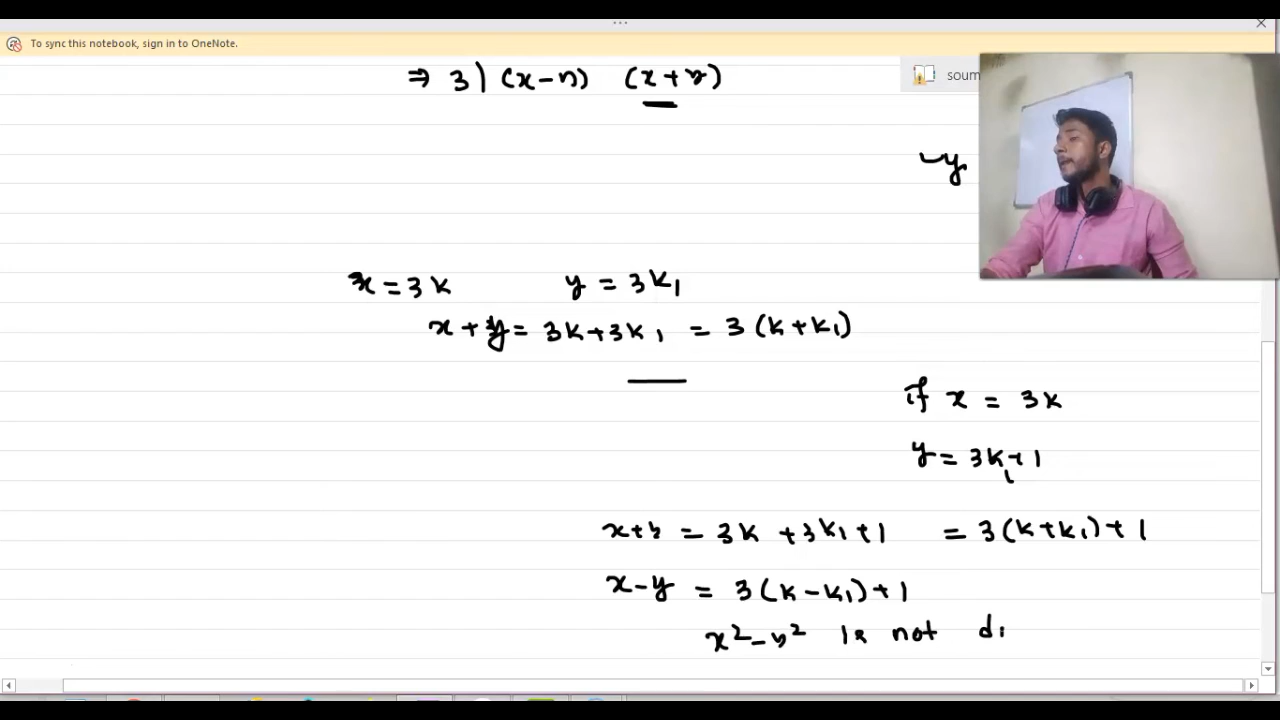 To sync this notebook, sign in to OneNote.
⇒ 3 | (x-y) (x+y)
soum
y
x = 3k y = 3k₁
x + y = 3k+3k₁ = 3(k+k₁)
if x = 3k
y = 3k₁+1
x+y = 3k +3k₁+1 = 3(k+k₁)+1
x-y = 3(k-k₁)+1
x²-y² is not di